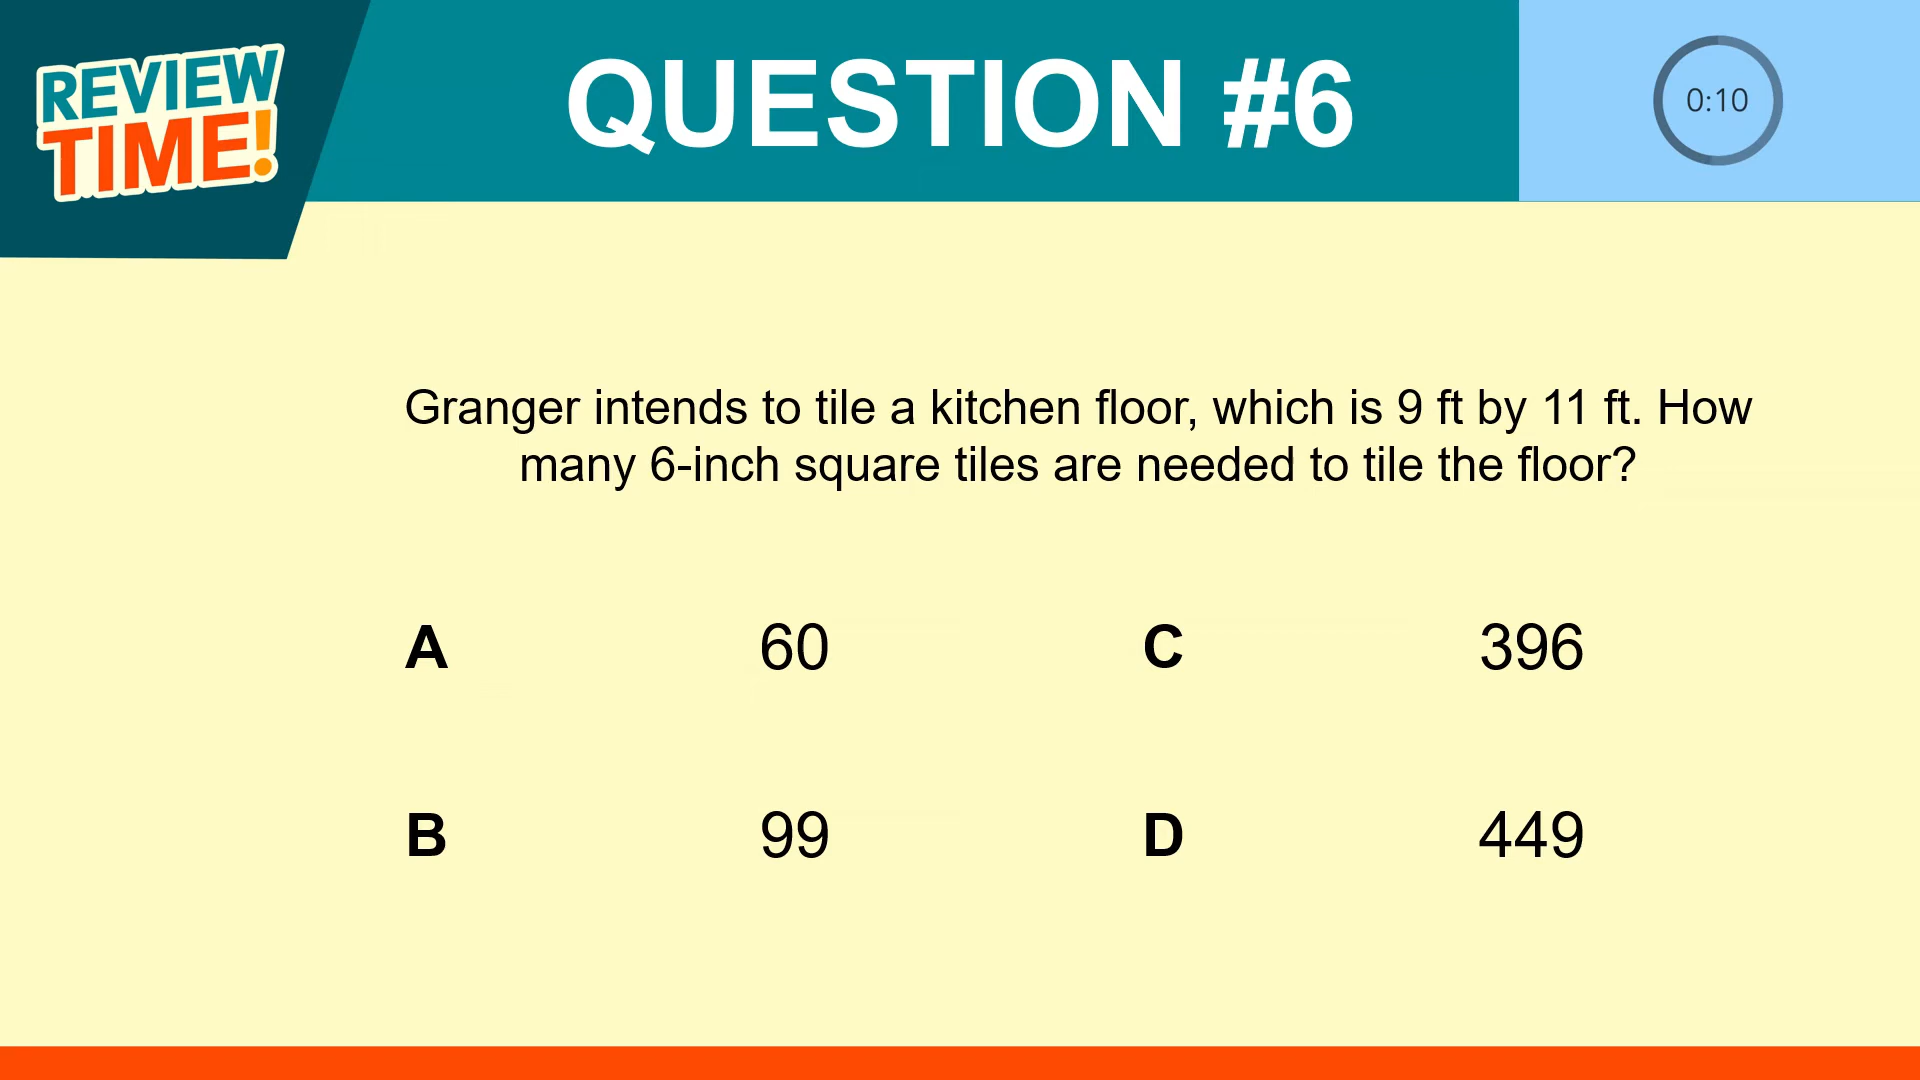 REVIEW
TIME!
QUESTION #6
0:10
Granger intends to tile a kitchen floor, which is 9 ft by 11 ft. How
many 6-inch square tiles are needed to tile the floor?
A 60 C 396
B 99 D 449